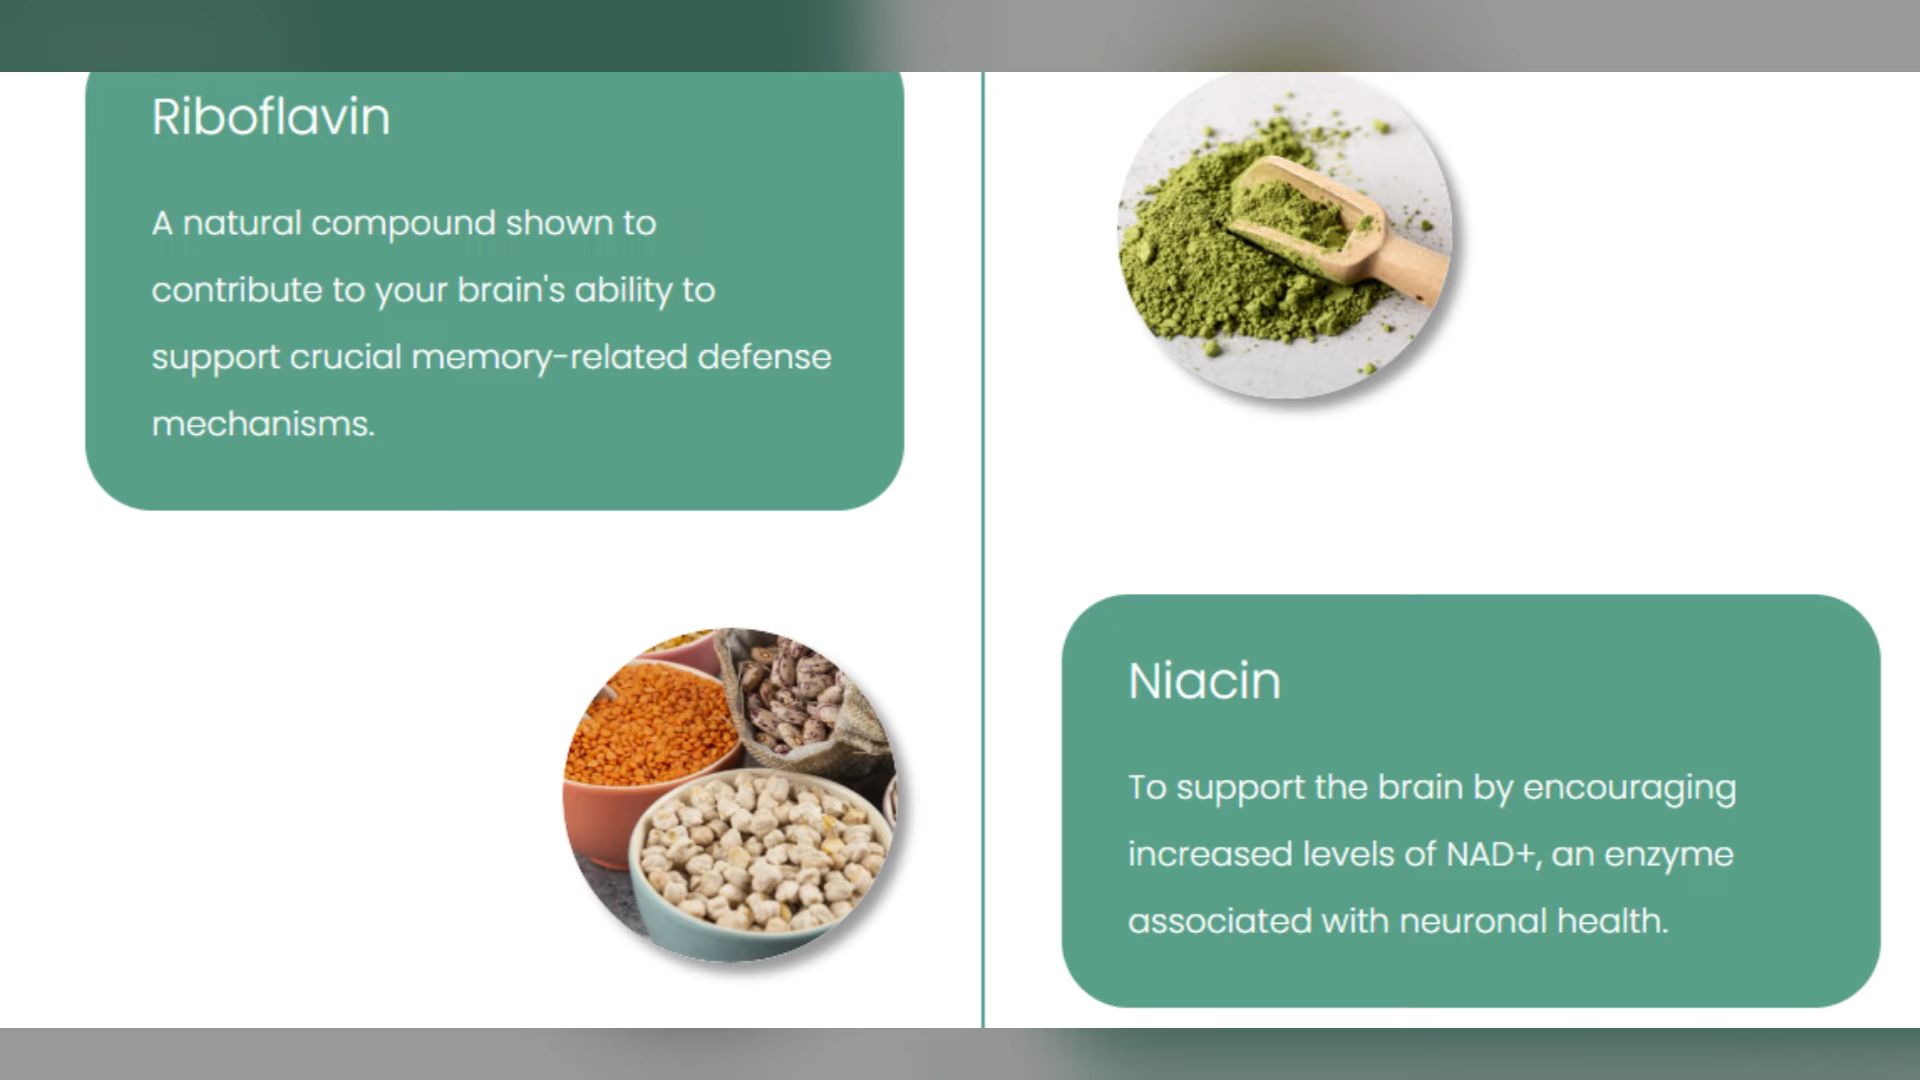 Riboflavin
A natural compound shown to
contribute to your brain's ability to
support crucial memory-related defense
mechanisms.
Niacin
To support the brain by encouraging
increased levels of NAD+, an enzyme
associated with neuronal health.